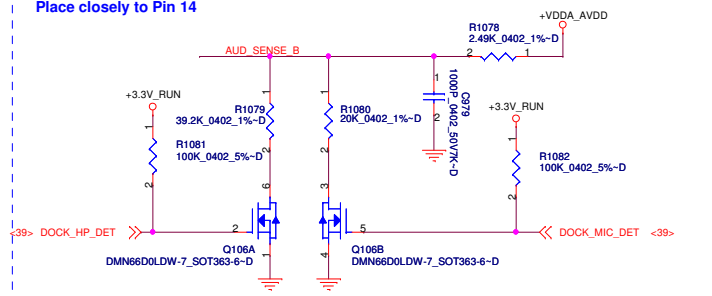 Place closely to Pin 14
+VDDA_AVDD
R1078
2.49K_0402_1%~D
2 1
AUD_SENSE_B
+3.3V_RUN
1
R1081
100K_0402_5%~D
2
1
R1079
39.2K_0402_1%~D
2
1
R1080
20K_0402_1%~D
2
1
C979
1000P_0402_50V7K~D
2
+3.3V_RUN
1
R1082
100K_0402_5%~D
2
<39> DOCK_HP_DET
2
6
1
Q106A
DMN66D0LDW-7_SOT363-6~D
3
5
4
Q106B
DMN66D0LDW-7_SOT363-6~D
DOCK_MIC_DET <39>